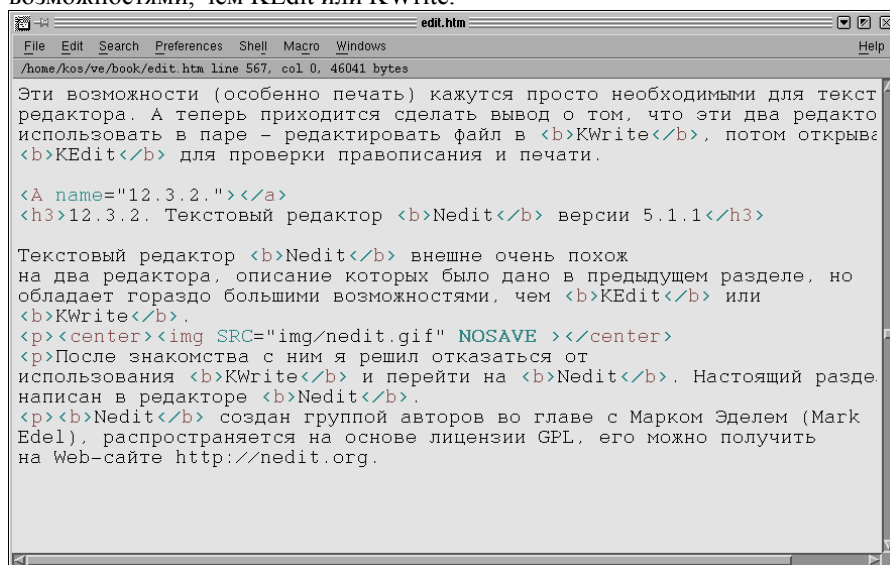 возможностями, чем KEdit или KWrite.
edit.htm
File Edit Search Preferences Shell Macro Windows Help
/home/kos/ve/book/edit.htm line 567, col 0, 46041 bytes
Эти возможности (особенно печать) кажутся просто необходимыми для текст
редактора. А теперь приходится сделать вывод о том, что эти два редакто
использовать в паре – редактировать файл в <b>KWrite</b>, потом открыва
<b>KEdit</b> для проверки правописания и печати.
<A name="12.3.2."></a>
<h3>12.3.2. Текстовый редактор <b>Nedit</b> версии 5.1.1</h3>
Текстовый редактор <b>Nedit</b> внешне очень похож
на два редактора, описание которых было дано в предыдущем разделе, но
обладает гораздо большими возможностями, чем <b>KEdit</b> или
<b>KWrite</b>.
<p><center><img SRC="img/nedit.gif" NOSAVE ></center>
<p>После знакомства с ним я решил отказаться от
использования <b>KWrite</b> и перейти на <b>Nedit</b>. Настоящий разде
написан в редакторе <b>Nedit</b>.
<p><b>Nedit</b> создан группой авторов во главе с Марком Эделем (Mark
Edel), распространяется на основе лицензии GPL, его можно получить
на Web-сайте http://nedit.org.